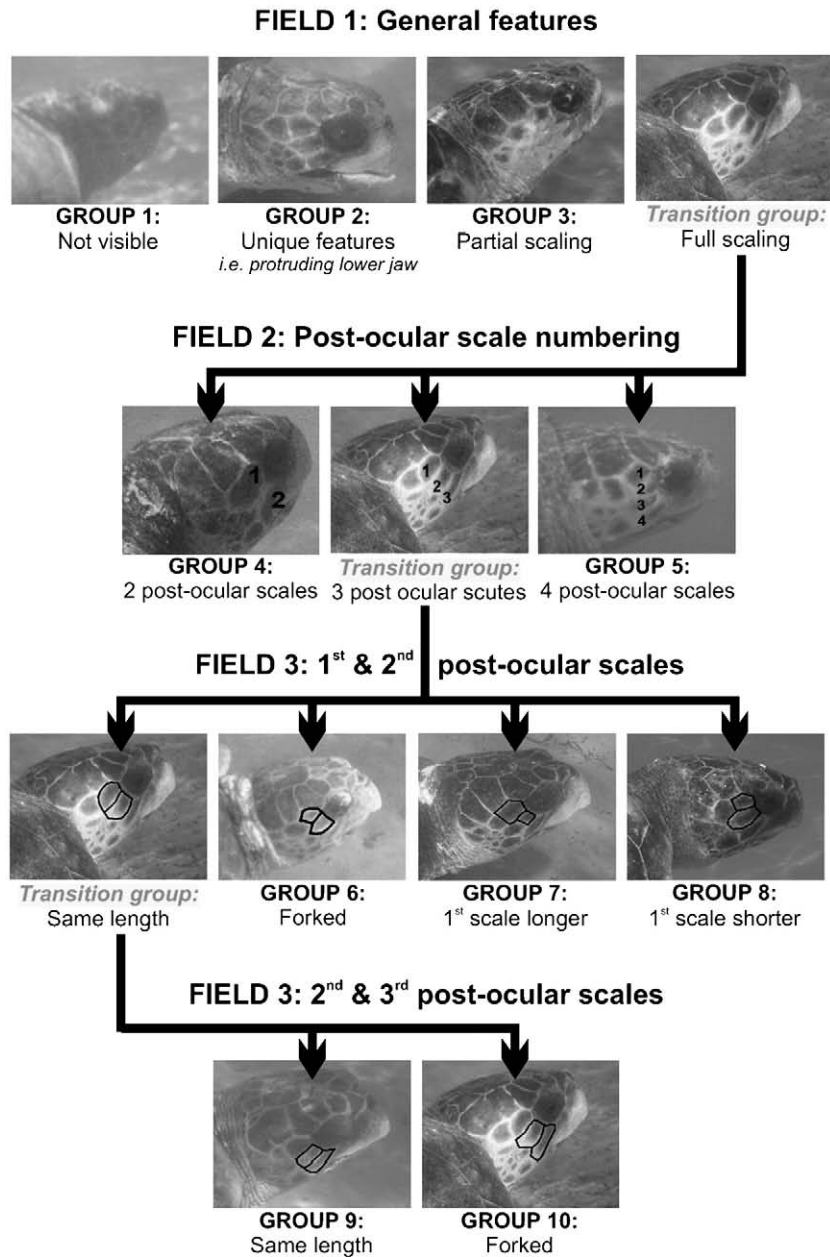 FIELD 1: General features
GROUP 1:
Not visible
GROUP 2:
Unique features
i.e. protruding lower jaw
GROUP 3:
Partial scaling
Transition group:
Full scaling
FIELD 2: Post-ocular scale numbering
1
2
GROUP 4:
2 post-ocular scales
1
2
3
Transition group:
3 post ocular scutes
1
2
3
4
GROUP 5:
4 post-ocular scales
FIELD 3: 1st & 2nd post-ocular scales
Transition group:
Same length
GROUP 6:
Forked
GROUP 7:
1st scale longer
GROUP 8:
1st scale shorter
FIELD 3: 2nd & 3rd post-ocular scales
GROUP 9:
Same length
GROUP 10:
Forked